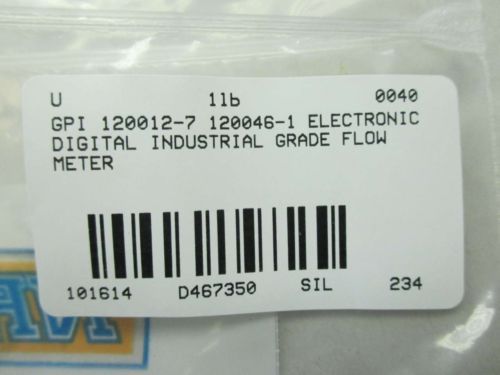 U 1lb 0040
GPI 120012-7 120046-1 ELECTRONIC
DIGITAL INDUSTRIAL GRADE FLOW
METER
101614 D467350 SIL 234